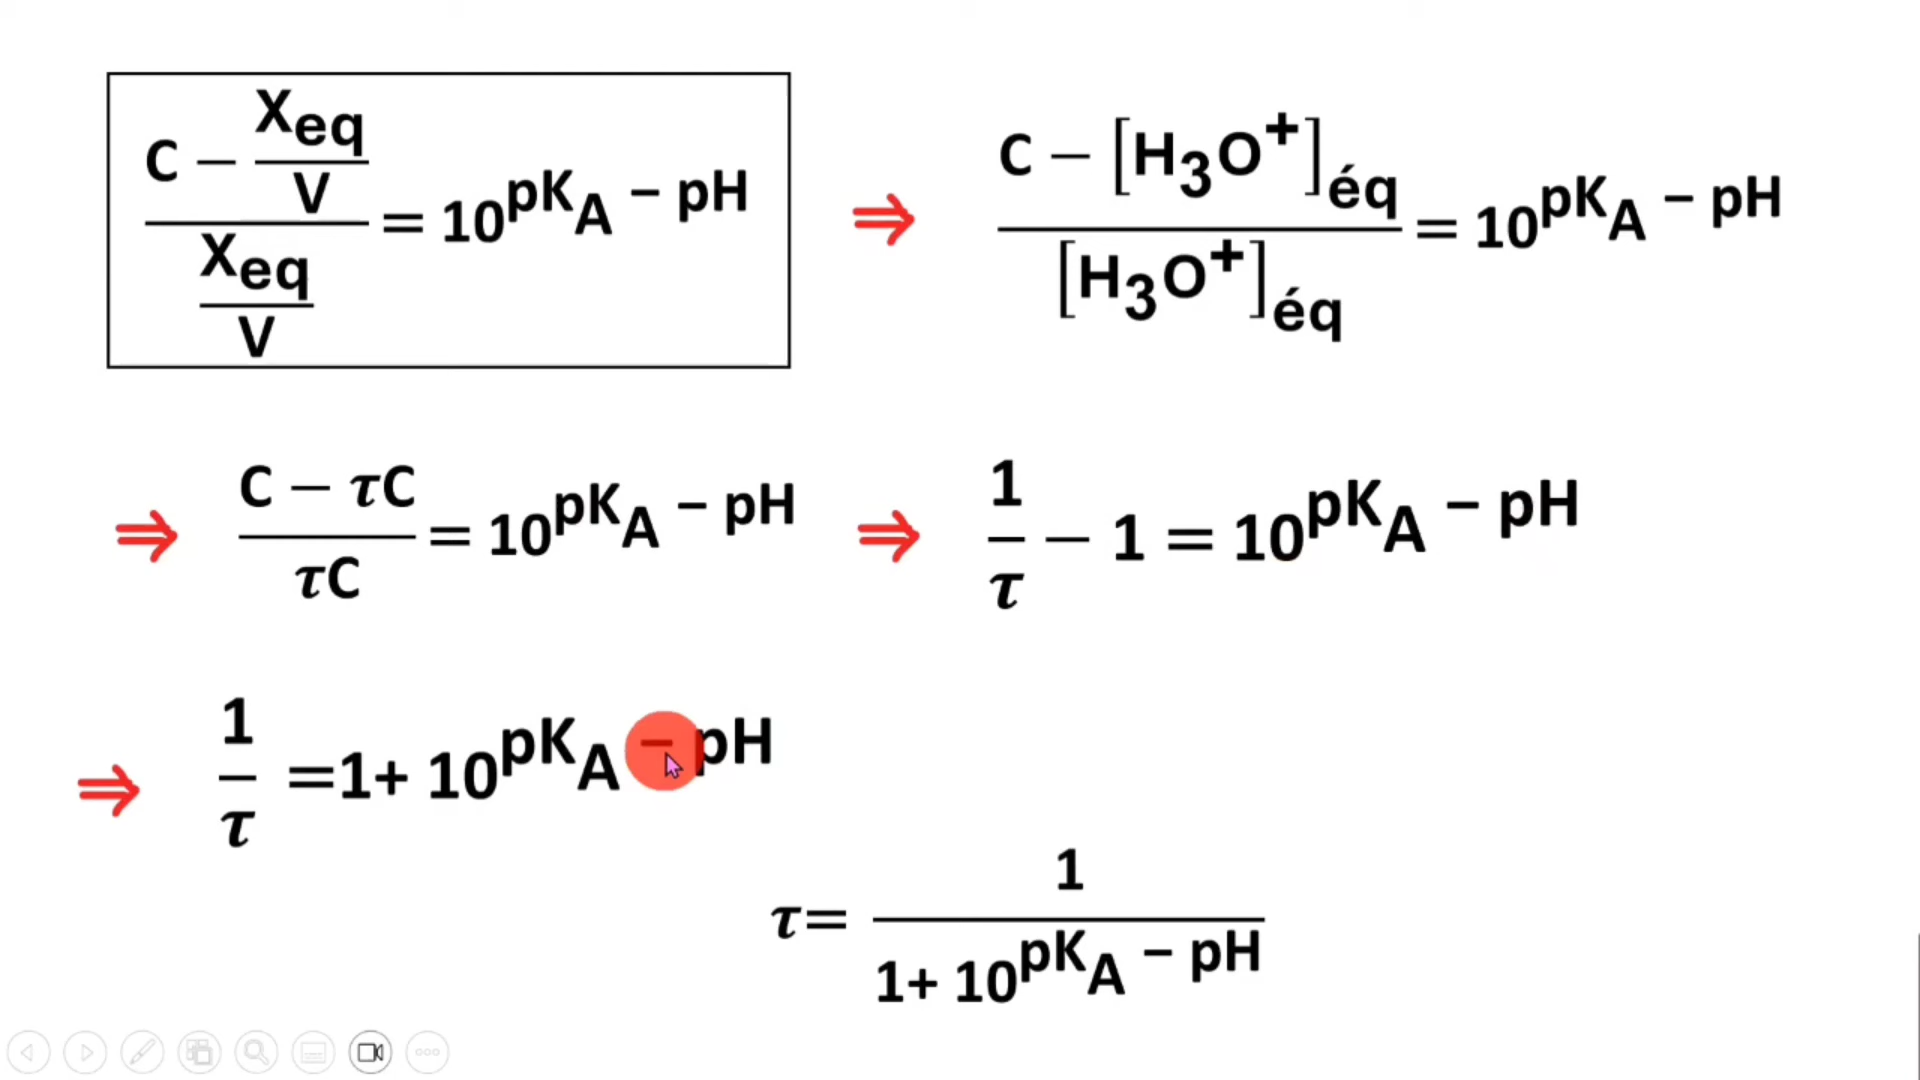 (C − Xeq/V) / (Xeq/V) = 10^(pKA − pH) ⇒ (C − [H3O+]éq) / [H3O+]éq = 10^(pKA − pH)
⇒ (C − τC) / τC = 10^(pKA − pH) ⇒ 1/τ − 1 = 10^(pKA − pH)
⇒ 1/τ =1+ 10^(pKA − pH)
τ= 1 / (1+ 10^(pKA − pH))